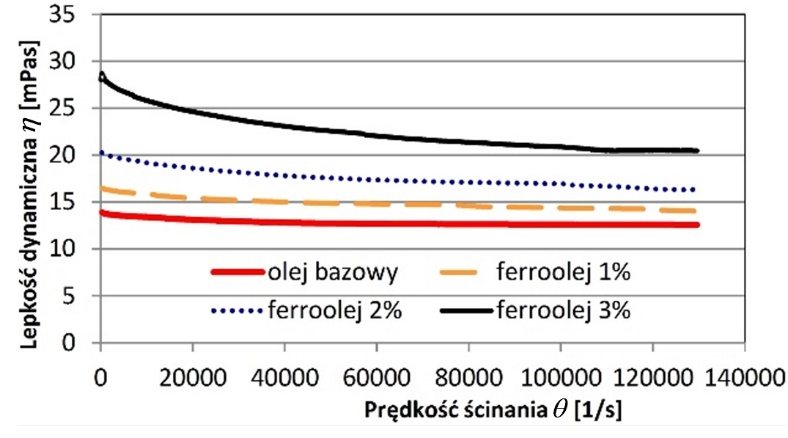 35
30
25
20
15
10
5
0
Lepkość dynamiczna η [mPas]
olej bazowy
ferroolej 1%
ferroolej 2%
ferroolej 3%
0 20000 40000 60000 80000 100000 120000 140000
Prędkość ścinania θ [1/s]